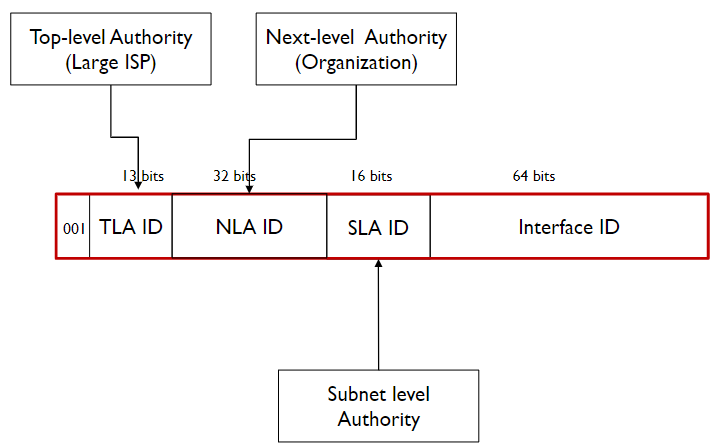 Top-level Authority
(Large ISP)
Next-level Authority
(Organization)
13 bits
32 bits
16 bits
64 bits
001
TLA ID
NLA ID
SLA ID
Interface ID
Subnet level
Authority